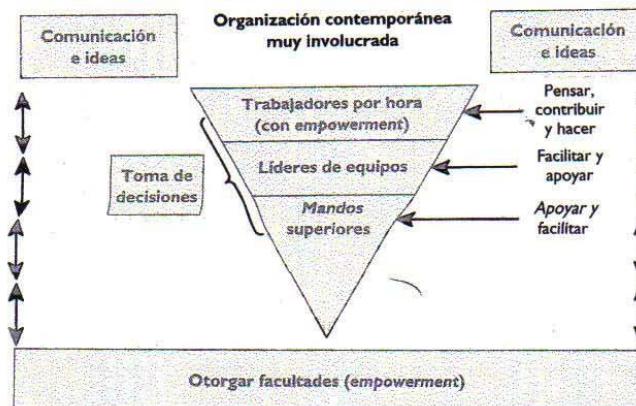 Organización contemporánea
muy involucrada
Comunicación
e ideas
Comunicación
e ideas
Trabajadores por hora
(con empowerment)
Líderes de equipos
Mandos
superiores
Toma de
decisiones
Pensar,
contribuir
y hacer
Facilitar y
apoyar
Apoyar y
facilitar
Otorgar facultades (empowerment)